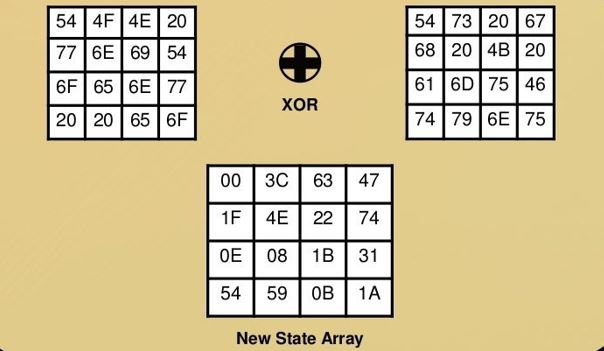 54 4F 4E 20
77 6E 69 54
6F 65 6E 77
20 20 65 6F
XOR
54 73 20 67
68 20 4B 20
61 6D 75 46
74 79 6E 75
00 3C 63 47
1F 4E 22 74
0E 08 1B 31
54 59 0B 1A
New State Array